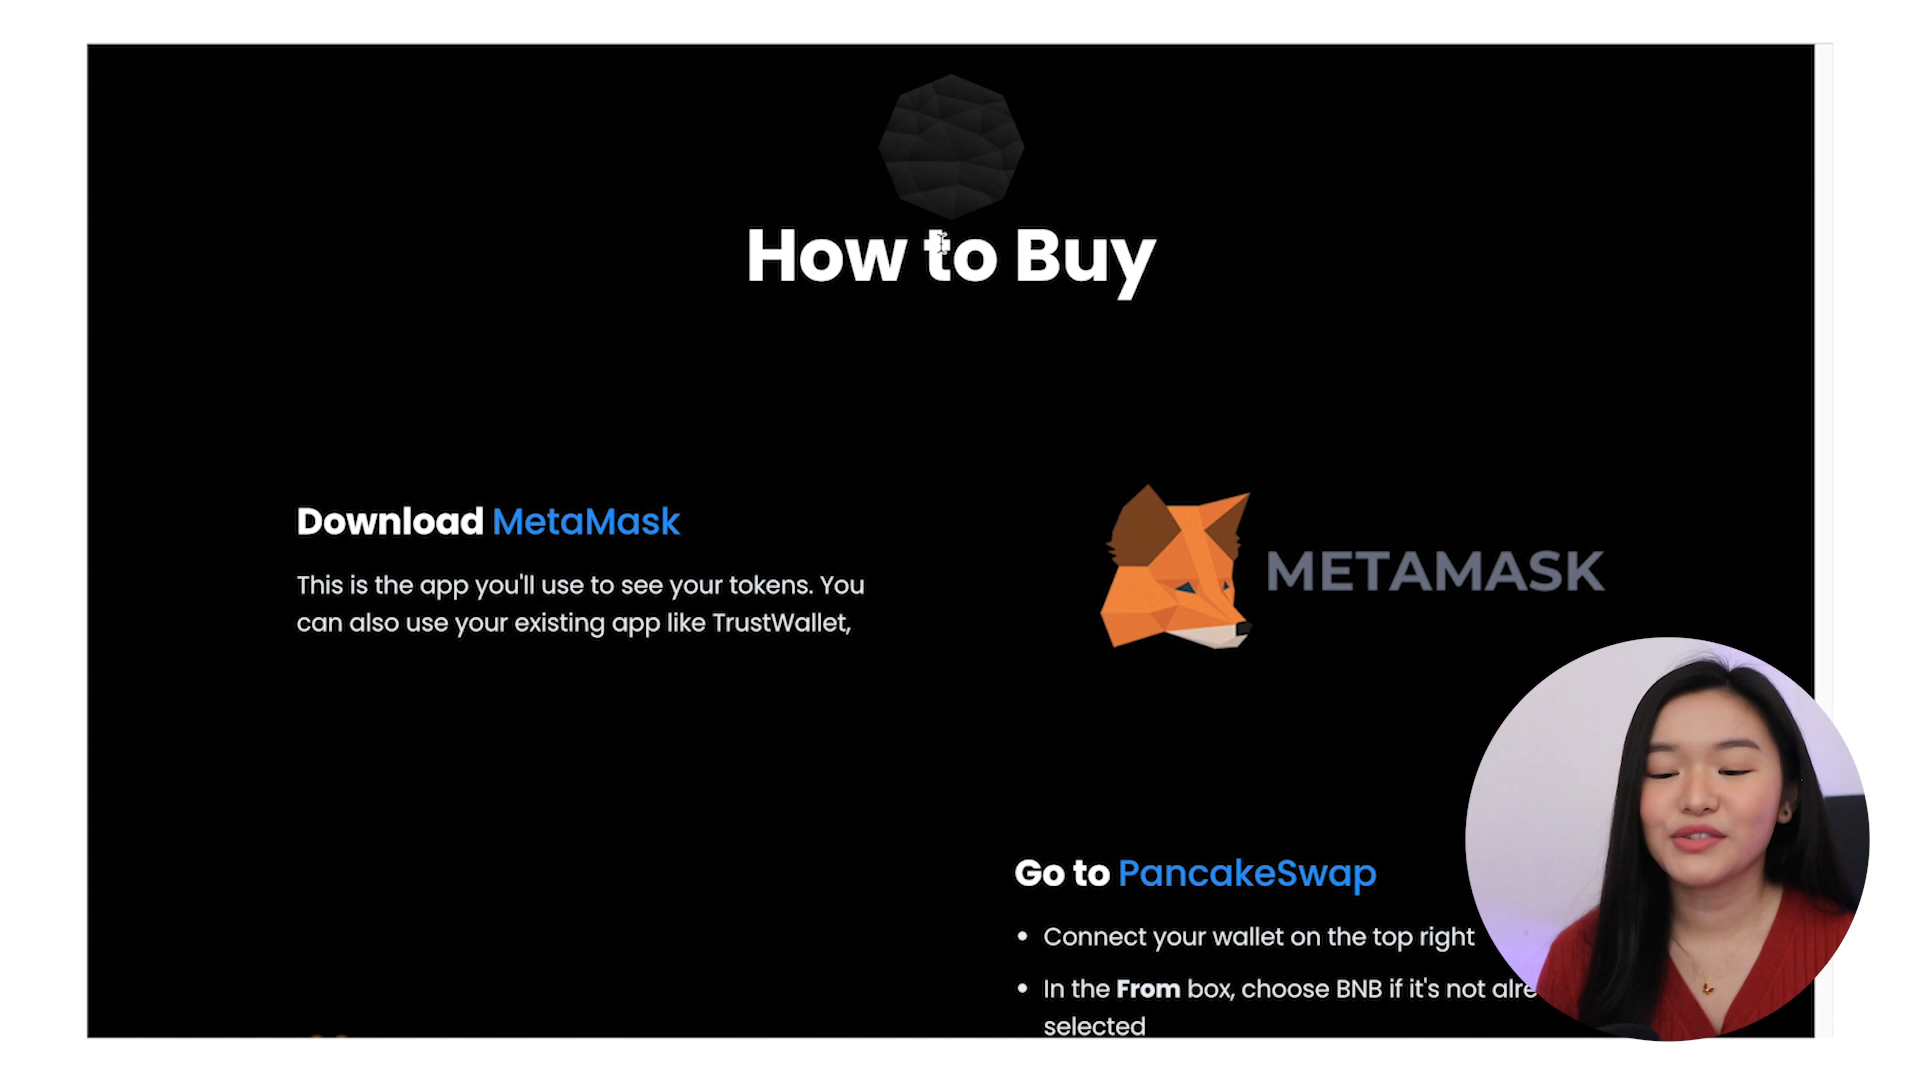 How to Buy
Download MetaMask
This is the app you'll use to see your tokens. You
can also use your existing app like TrustWallet,
METAMASK
Go to PancakeSwap
• Connect your wallet on the top right
• In the From box, choose BNB if it's not alre
selected